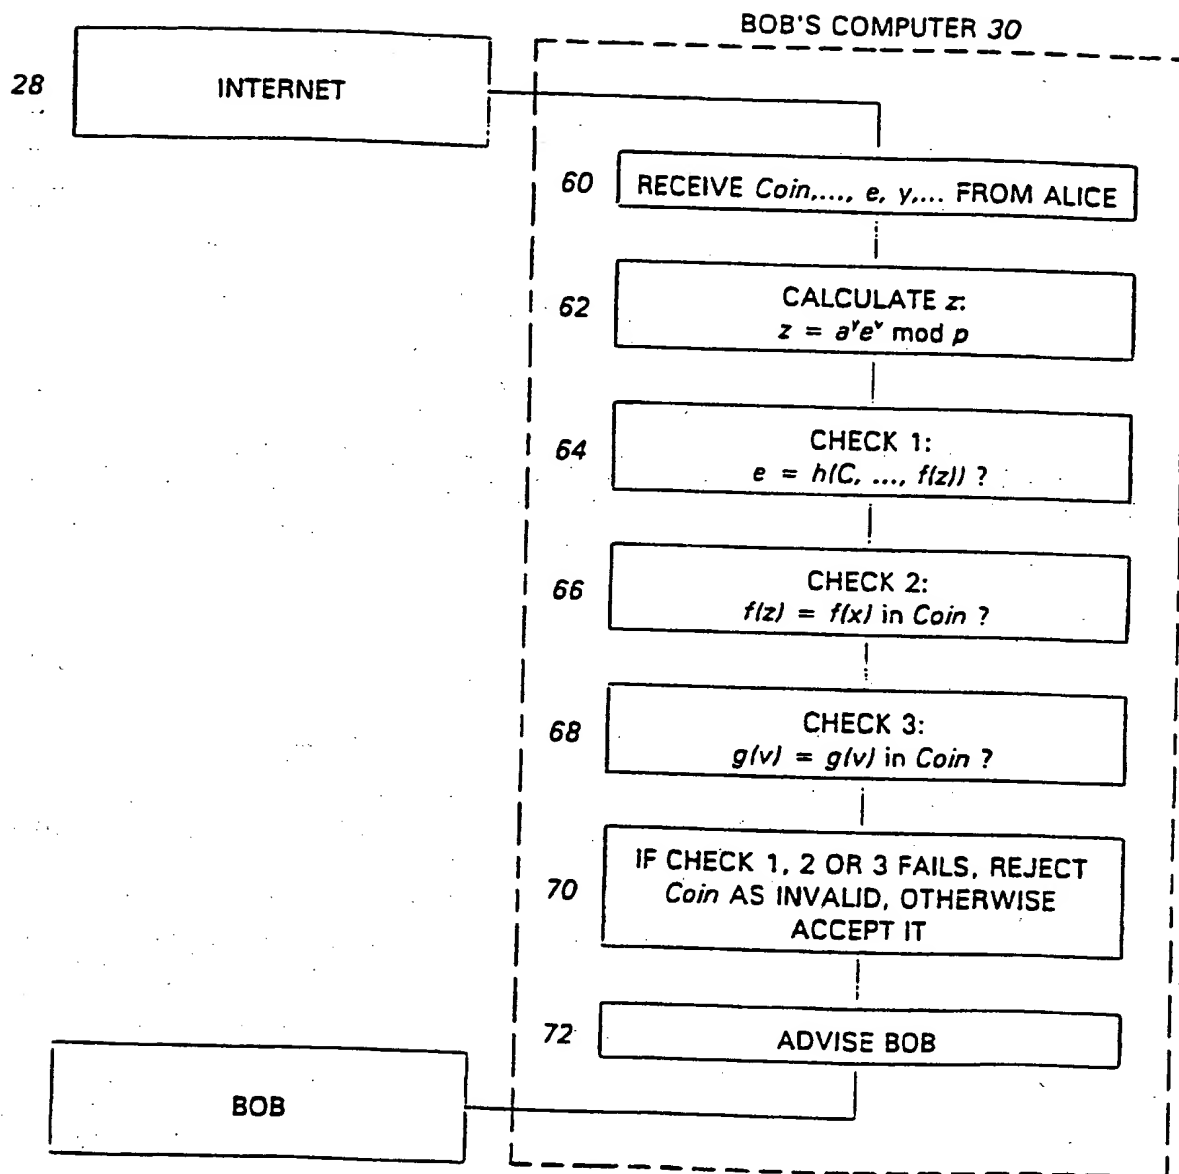 BOB'S COMPUTER 30
28
INTERNET
60
RECEIVE Coin,..., e, y,... FROM ALICE
62
CALCULATE z:
z = aʸeᵛ mod p
64
CHECK 1:
e = h(C, ..., f(z)) ?
66
CHECK 2:
f(z) = f(x) in Coin ?
68
CHECK 3:
g(v) = g(v) in Coin ?
70
IF CHECK 1, 2 OR 3 FAILS, REJECT
Coin AS INVALID, OTHERWISE
ACCEPT IT
72
ADVISE BOB
BOB